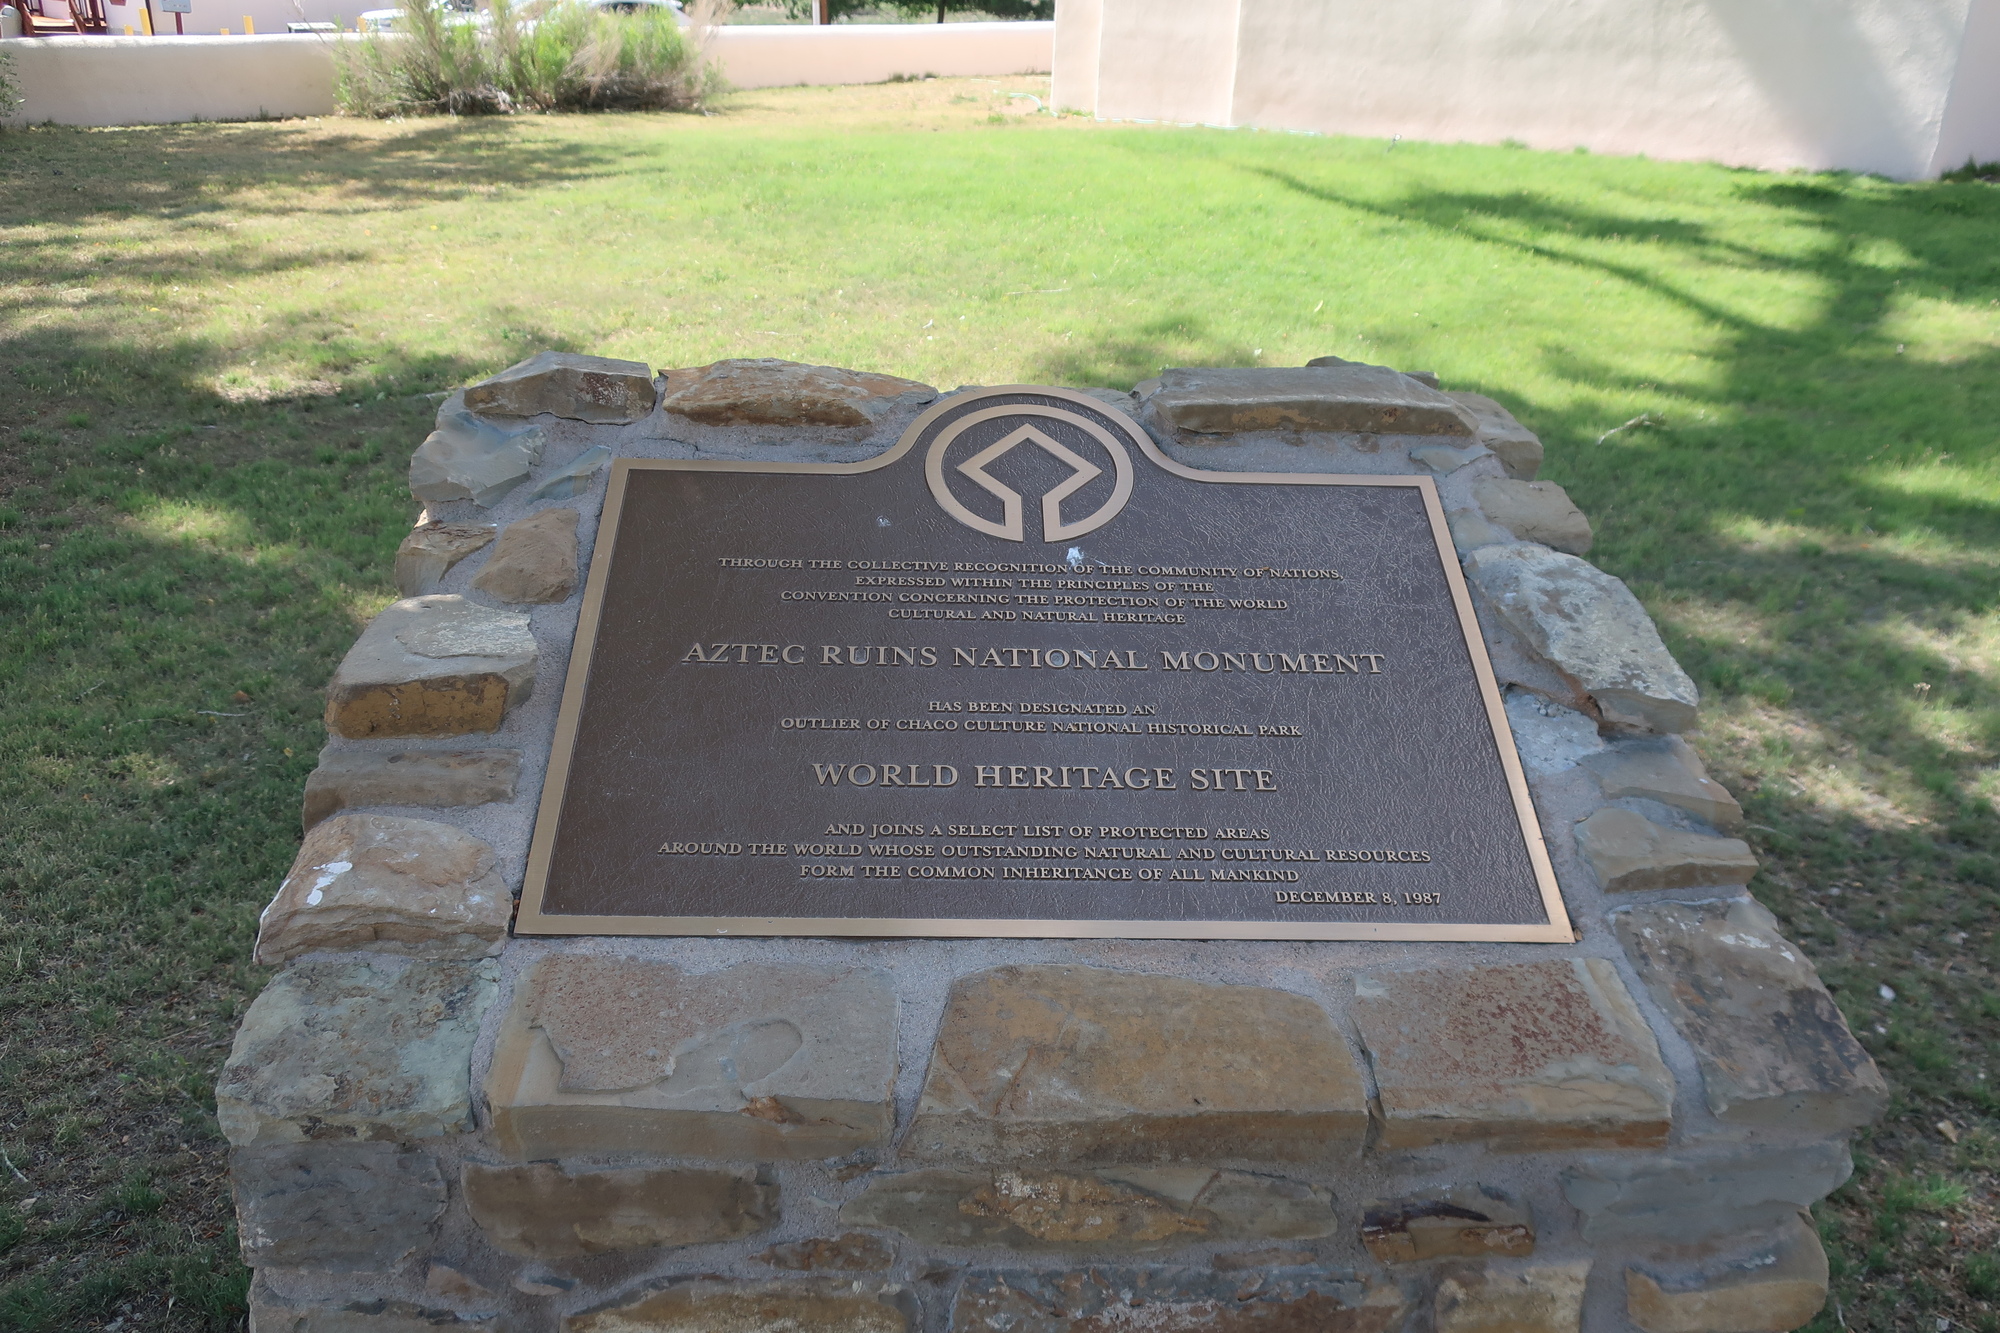 THROUGH THE COLLECTIVE RECOGNITION OF THE COMMUNITY OF NATIONS,
EXPRESSED WITHIN THE PRINCIPLES OF THE
CONVENTION CONCERNING THE PROTECTION OF THE WORLD
CULTURAL AND NATURAL HERITAGE
AZTEC RUINS NATIONAL MONUMENT
HAS BEEN DESIGNATED AN
OUTLIER OF CHACO CULTURE NATIONAL HISTORICAL PARK
WORLD HERITAGE SITE
AND JOINS A SELECT LIST OF PROTECTED AREAS
AROUND THE WORLD WHOSE OUTSTANDING NATURAL AND CULTURAL RESOURCES
FORM THE COMMON INHERITANCE OF ALL MANKIND
DECEMBER 8, 1987